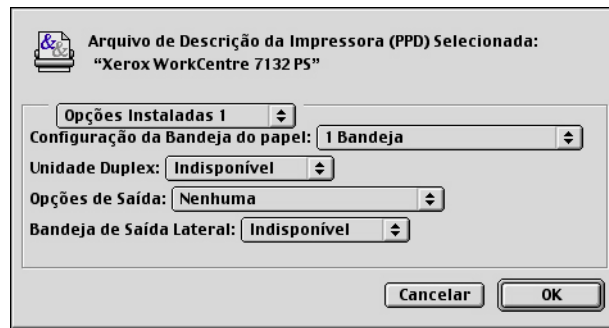 Arquivo de Descrição da Impressora (PPD) Selecionada:
“Xerox WorkCentre 7132 PS”
Opções Instaladas 1
Configuração da Bandeja do papel: 1 Bandeja
Unidade Duplex: Indisponível
Opções de Saída: Nenhuma
Bandeja de Saída Lateral: Indisponível
Cancelar OK